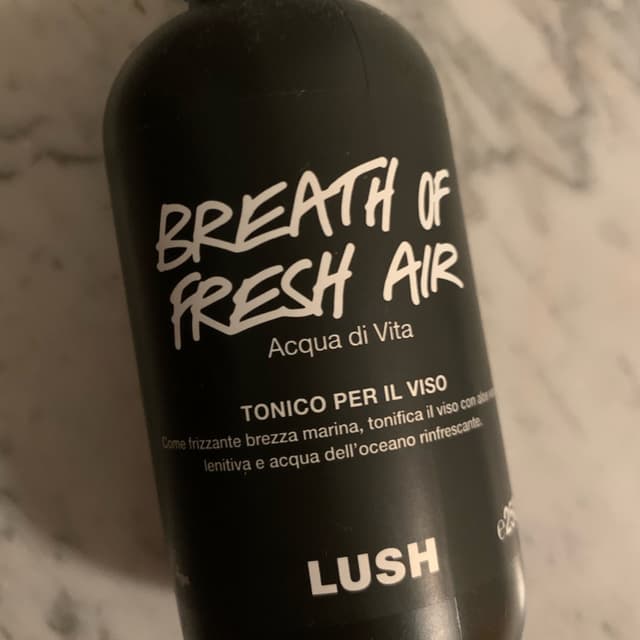 BREATH OF
FRESH AIR
Acqua di Vita
TONICO PER IL VISO
Come frizzante brezza marina, tonifica il viso con aloe
lenitiva e acqua dell'oceano rinfrescante.
LUSH